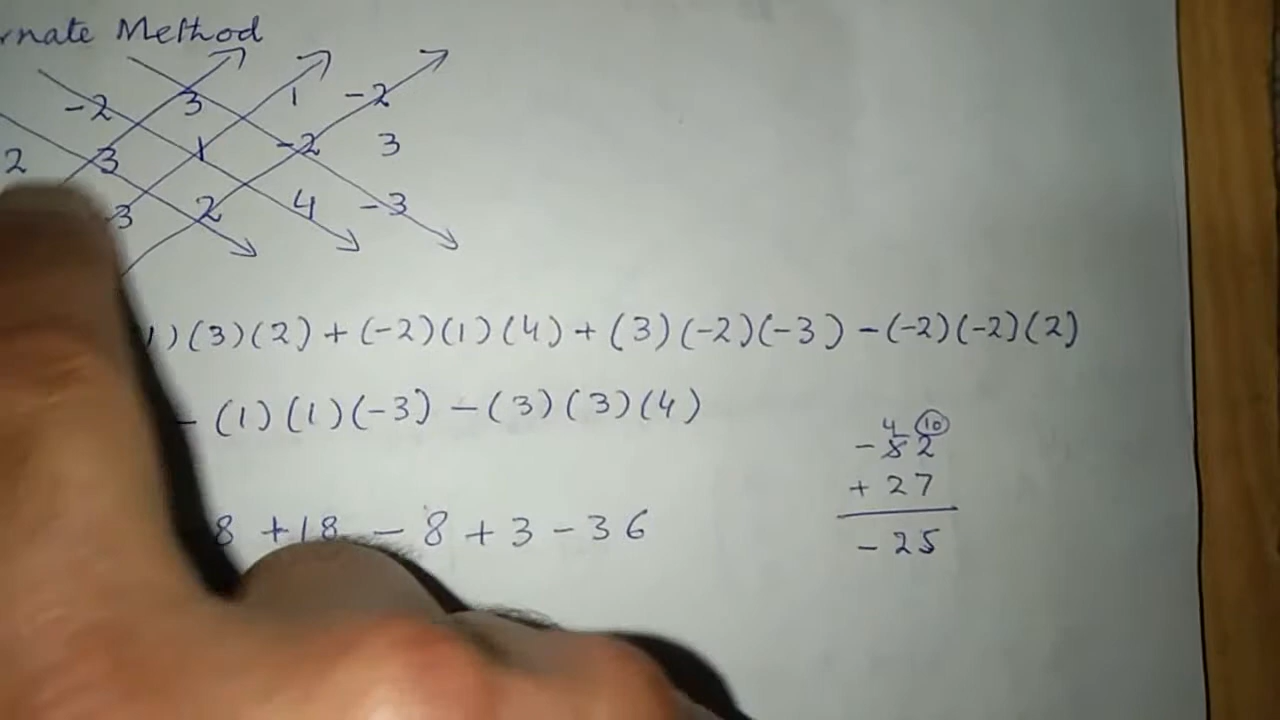 rnate Method
-2 3 1 -2
2 3 1 -2 3
3 2 4 -3
1)(3)(2) + (-2)(1)(4) + (3)(-2)(-3) - (-2)(-2)(2)
- (1)(1)(-3) - (3)(3)(4)
8 + 18 - 8 + 3 - 36
4 10
- 52
+ 27
- 25